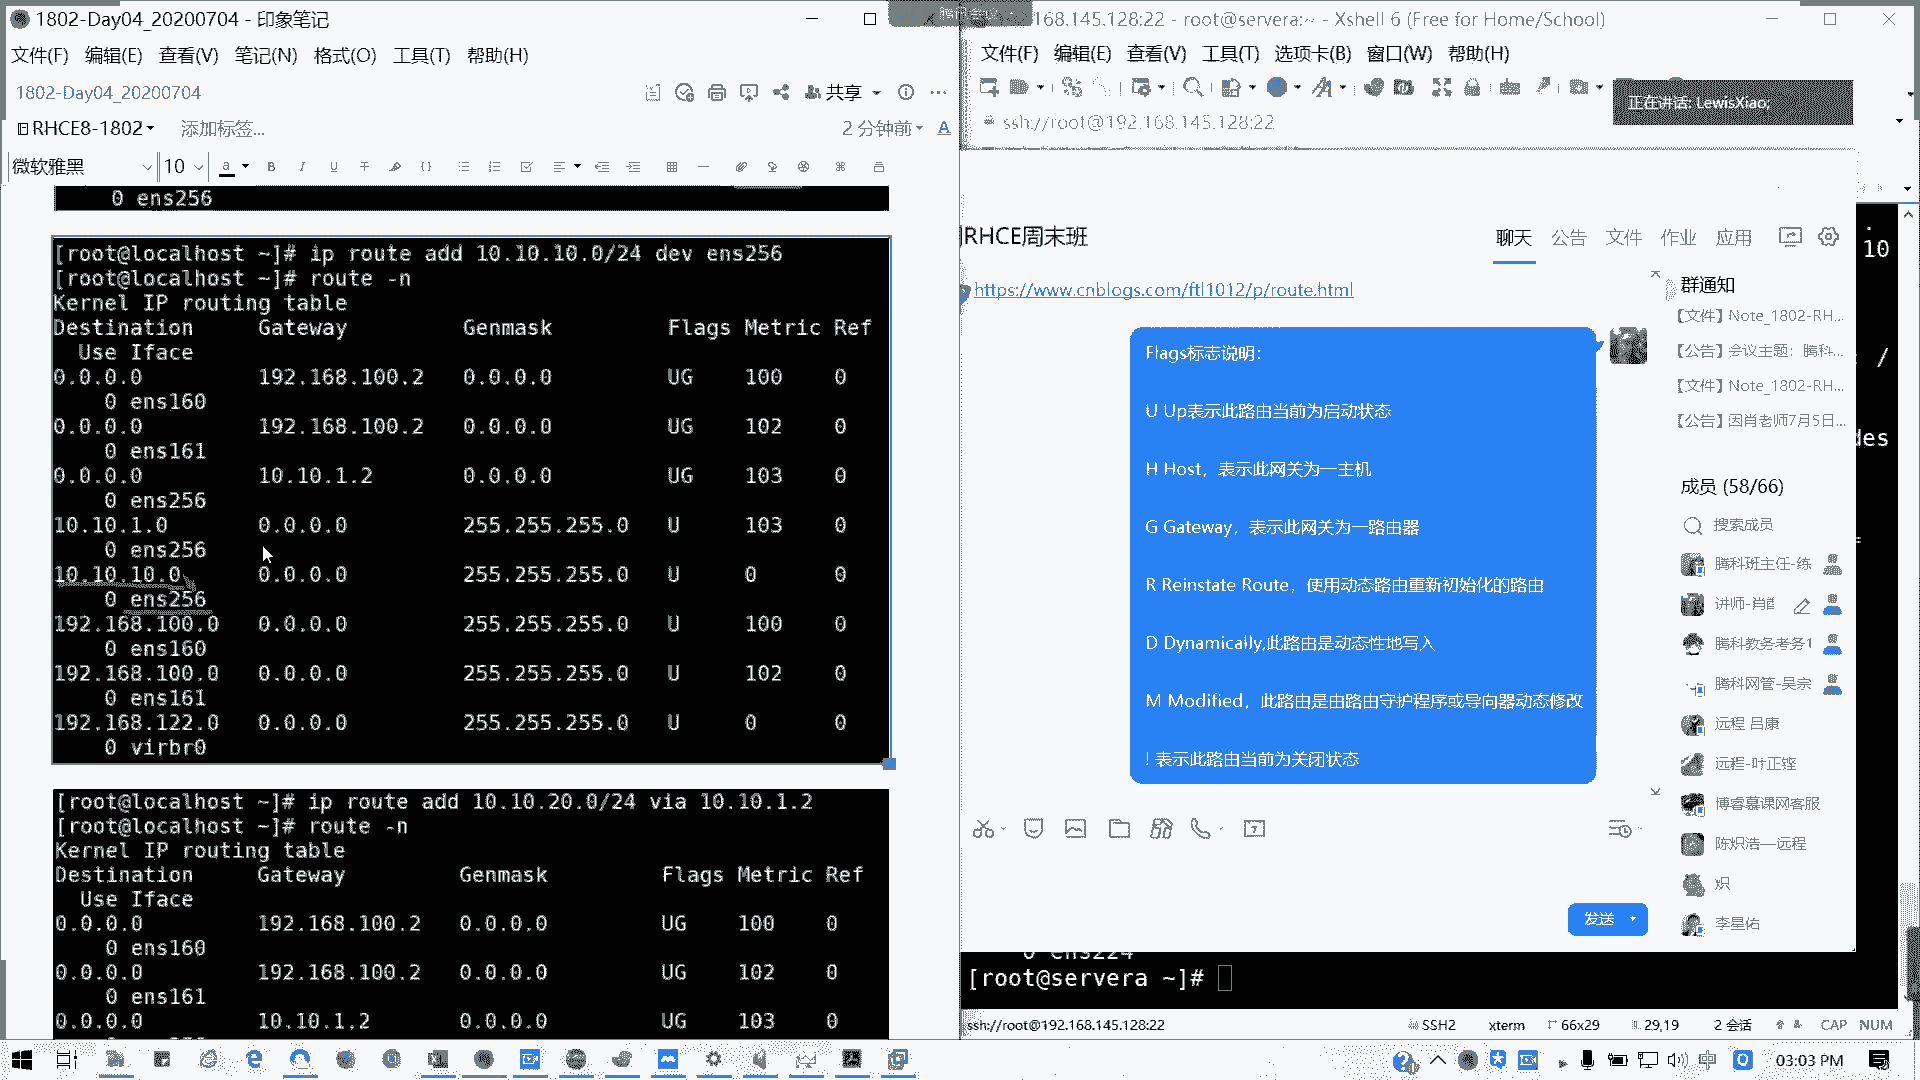 1802-Day04_20200704 - 印象笔记
文件(F) 编辑(E) 查看(V) 笔记(N) 格式(O) 工具(T) 帮助(H)
1802-Day04_20200704
共享
RHCE8-1802
添加标签...
2 分钟前
微软雅黑
10
0 ens256
[root@localhost ~]# ip route add 10.10.10.0/24 dev ens256
[root@localhost ~]# route -n
Kernel IP routing table
Destination Gateway Genmask Flags Metric Ref
Use Iface
0.0.0.0 192.168.100.2 0.0.0.0 UG 100 0
0 ens160
0.0.0.0 192.168.100.2 0.0.0.0 UG 102 0
0 ens161
0.0.0.0 10.10.1.2 0.0.0.0 UG 103 0
0 ens256
10.10.1.0 0.0.0.0 255.255.255.0 U 103 0
0 ens256
10.10.10.0 0.0.0.0 255.255.255.0 U 0 0
0 ens256
192.168.100.0 0.0.0.0 255.255.255.0 U 100 0
0 ens160
192.168.100.0 0.0.0.0 255.255.255.0 U 102 0
0 ens161
192.168.122.0 0.0.0.0 255.255.255.0 U 0 0
0 virbr0
[root@localhost ~]# ip route add 10.10.20.0/24 via 10.10.1.2
[root@localhost ~]# route -n
Kernel IP routing table
Destination Gateway Genmask Flags Metric Ref
Use Iface
0.0.0.0 192.168.100.2 0.0.0.0 UG 100 0
0 ens160
0.0.0.0 192.168.100.2 0.0.0.0 UG 102 0
0 ens161
0.0.0.0 10.10.1.2 0.0.0.0 UG 103 0
腾讯会议
.168.145.128:22 - root@servera:~ - Xshell 6 (Free for Home/School)
文件(F) 编辑(E) 查看(V) 工具(T) 选项卡(B) 窗口(W) 帮助(H)
正在讲话: LewisXiao;
ssh://root@192.168.145.128:22
RHCE周末班
聊天 公告 文件 作业 应用
https://www.cnblogs.com/ftl1012/p/route.html
Flags标志说明：
U Up表示此路由当前为启动状态
H Host，表示此网关为一主机
G Gateway，表示此网关为一路由器
R Reinstate Route，使用动态路由重新初始化的路由
D Dynamically,此路由是动态性地写入
M Modified，此路由是由路由守护程序或导向器动态修改
! 表示此路由当前为关闭状态
发送
群通知
【文件】Note_1802-RH...
【公告】会议主题：腾科...
【文件】Note_1802-RH...
【公告】因肖老师7月5日...
成员 (58/66)
搜索成员
腾科班主任-练
讲师-肖
腾科教务考务1
腾科网管-吴宗
远程 吕康
远程-叶正铿
博睿慕课网客服
陈炽浩—远程
炽
李星佑
10
/
des
0 ens224
[root@servera ~]#
ssh://root@192.168.145.128:22
SSH2 xterm 66x29 29,19 2 会话 CAP NUM
中
03:03 PM